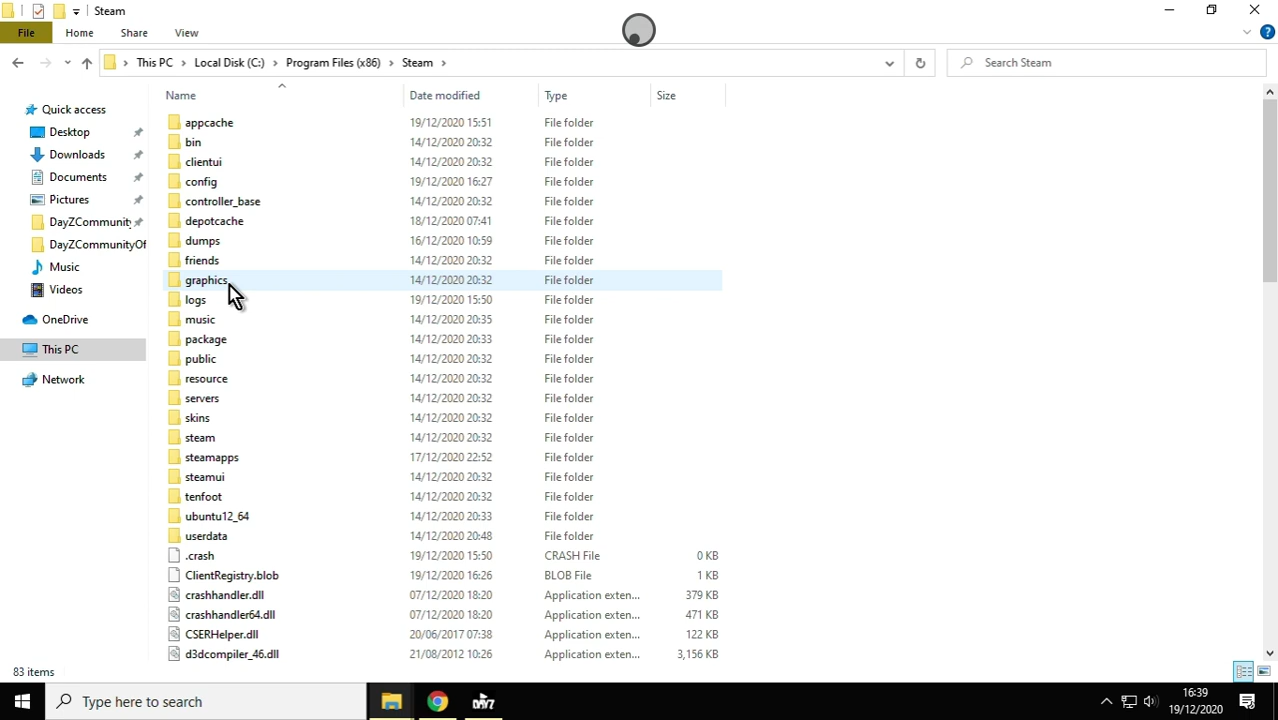 Steam
File Home Share View
This PC Local Disk (C:) Program Files (x86) Steam
Search Steam
Name Date modified Type Size
Quick access
Desktop
Downloads
Documents
Pictures
DayZCommunity
DayZCommunityOf
Music
Videos
OneDrive
This PC
Network
appcache 19/12/2020 15:51 File folder
bin 14/12/2020 20:32 File folder
clientui 14/12/2020 20:32 File folder
config 19/12/2020 16:27 File folder
controller_base 14/12/2020 20:32 File folder
depotcache 18/12/2020 07:41 File folder
dumps 16/12/2020 10:59 File folder
friends 14/12/2020 20:32 File folder
graphics 14/12/2020 20:32 File folder
logs 19/12/2020 15:50 File folder
music 14/12/2020 20:35 File folder
package 14/12/2020 20:33 File folder
public 14/12/2020 20:32 File folder
resource 14/12/2020 20:32 File folder
servers 14/12/2020 20:32 File folder
skins 14/12/2020 20:32 File folder
steam 14/12/2020 20:32 File folder
steamapps 17/12/2020 22:52 File folder
steamui 14/12/2020 20:32 File folder
tenfoot 14/12/2020 20:32 File folder
ubuntu12_64 14/12/2020 20:33 File folder
userdata 14/12/2020 20:48 File folder
.crash 19/12/2020 15:50 CRASH File 0 KB
ClientRegistry.blob 19/12/2020 16:26 BLOB File 1 KB
crashhandler.dll 07/12/2020 18:20 Application exten... 379 KB
crashhandler64.dll 07/12/2020 18:20 Application exten... 471 KB
CSERHelper.dll 20/06/2017 07:38 Application exten... 122 KB
d3dcompiler_46.dll 21/08/2012 10:26 Application exten... 3,156 KB
83 items
Type here to search
DAYZ
16:39
19/12/2020